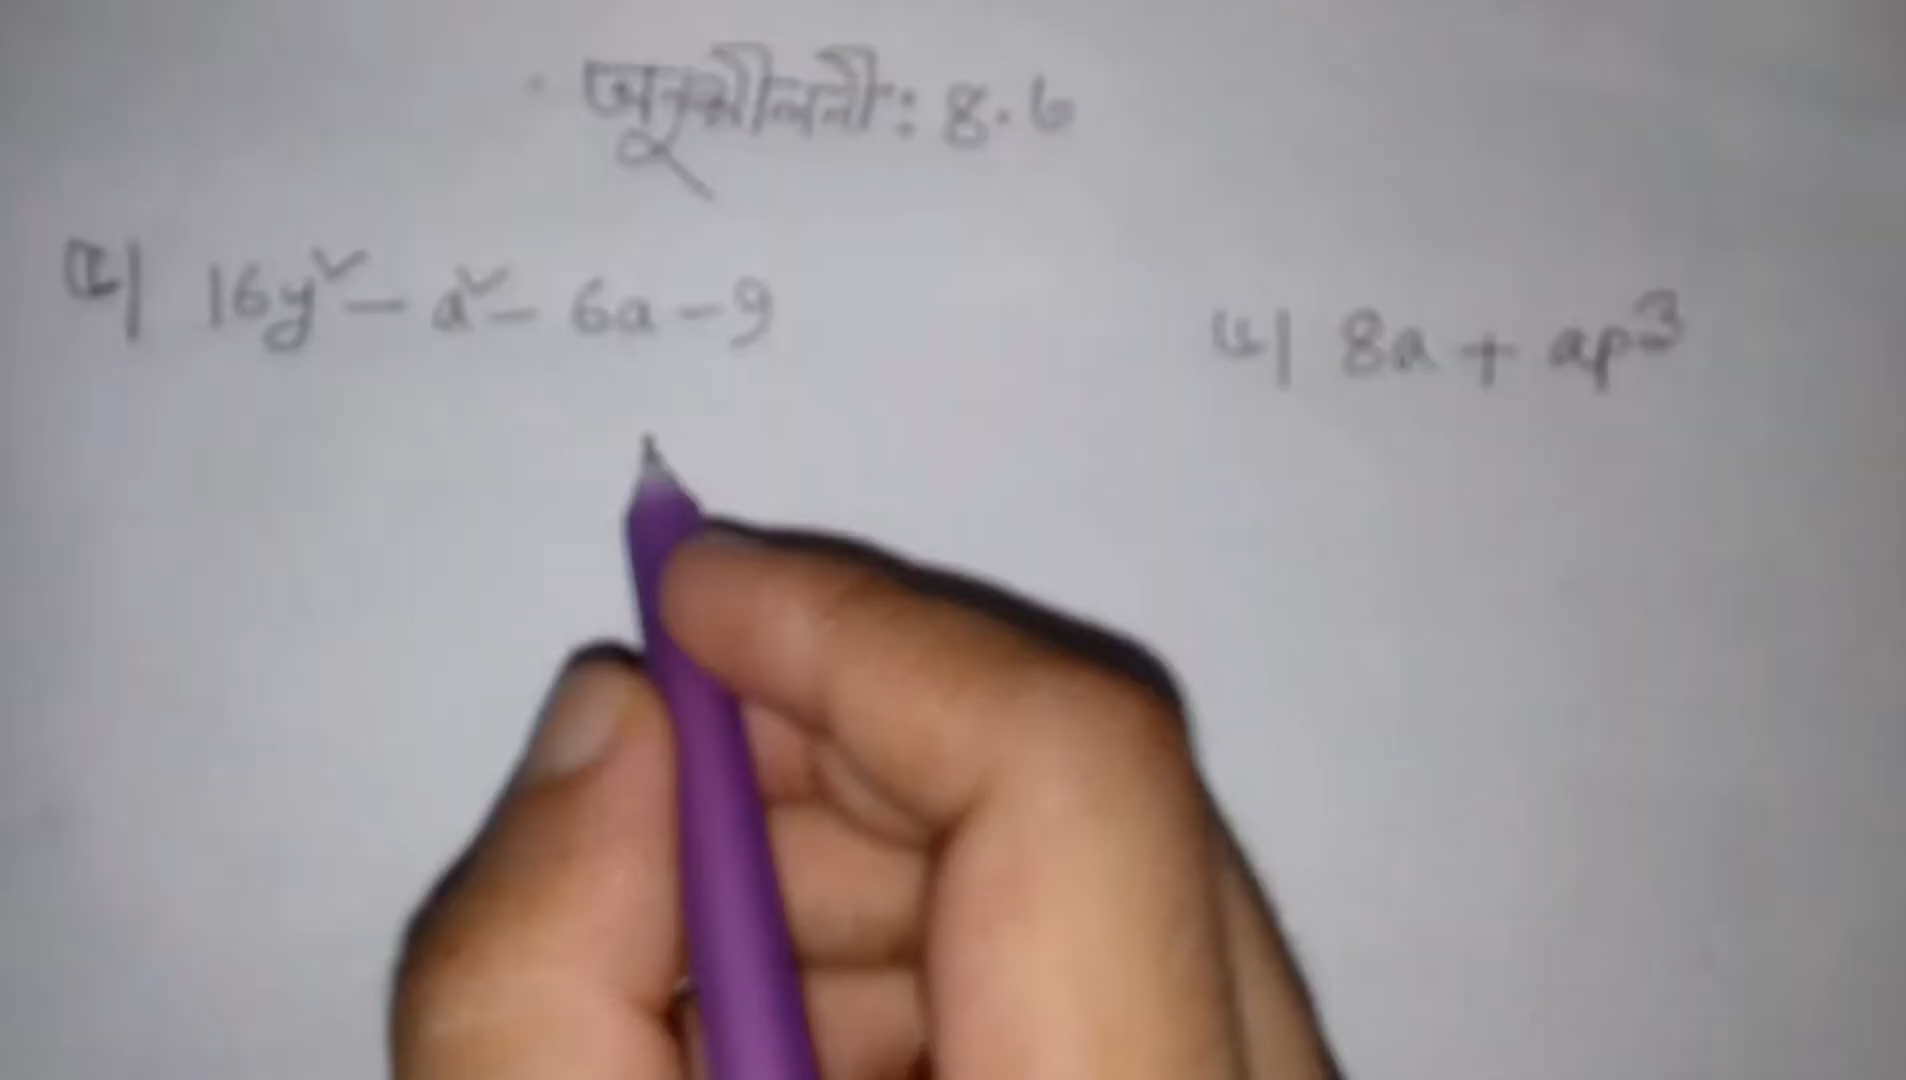 অনুশীলনী: ৪.৬
৫| 16y² - a² - 6a - 9
৬| 8a + ap³